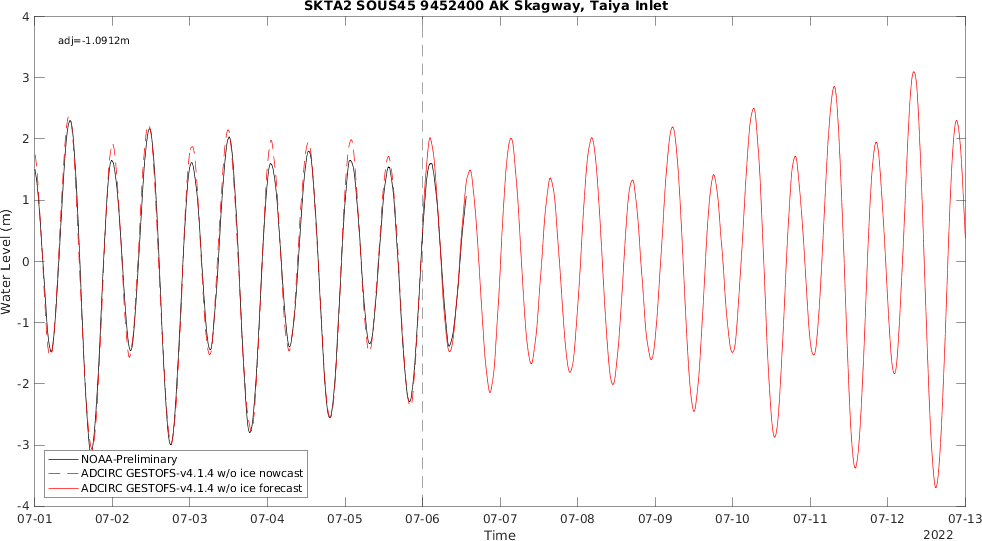 SKTA2 SOUS45 9452400 AK Skagway, Taiya Inlet
adj=-1.0912m
4
3
2
1
0
-1
-2
-3
-4
Water Level (m)
NOAA-Preliminary
ADCIRC GESTOFS-v4.1.4 w/o ice nowcast
ADCIRC GESTOFS-v4.1.4 w/o ice forecast
07-01 07-02 07-03 07-04 07-05 07-06 07-07 07-08 07-09 07-10 07-11 07-12 07-13
Time
2022